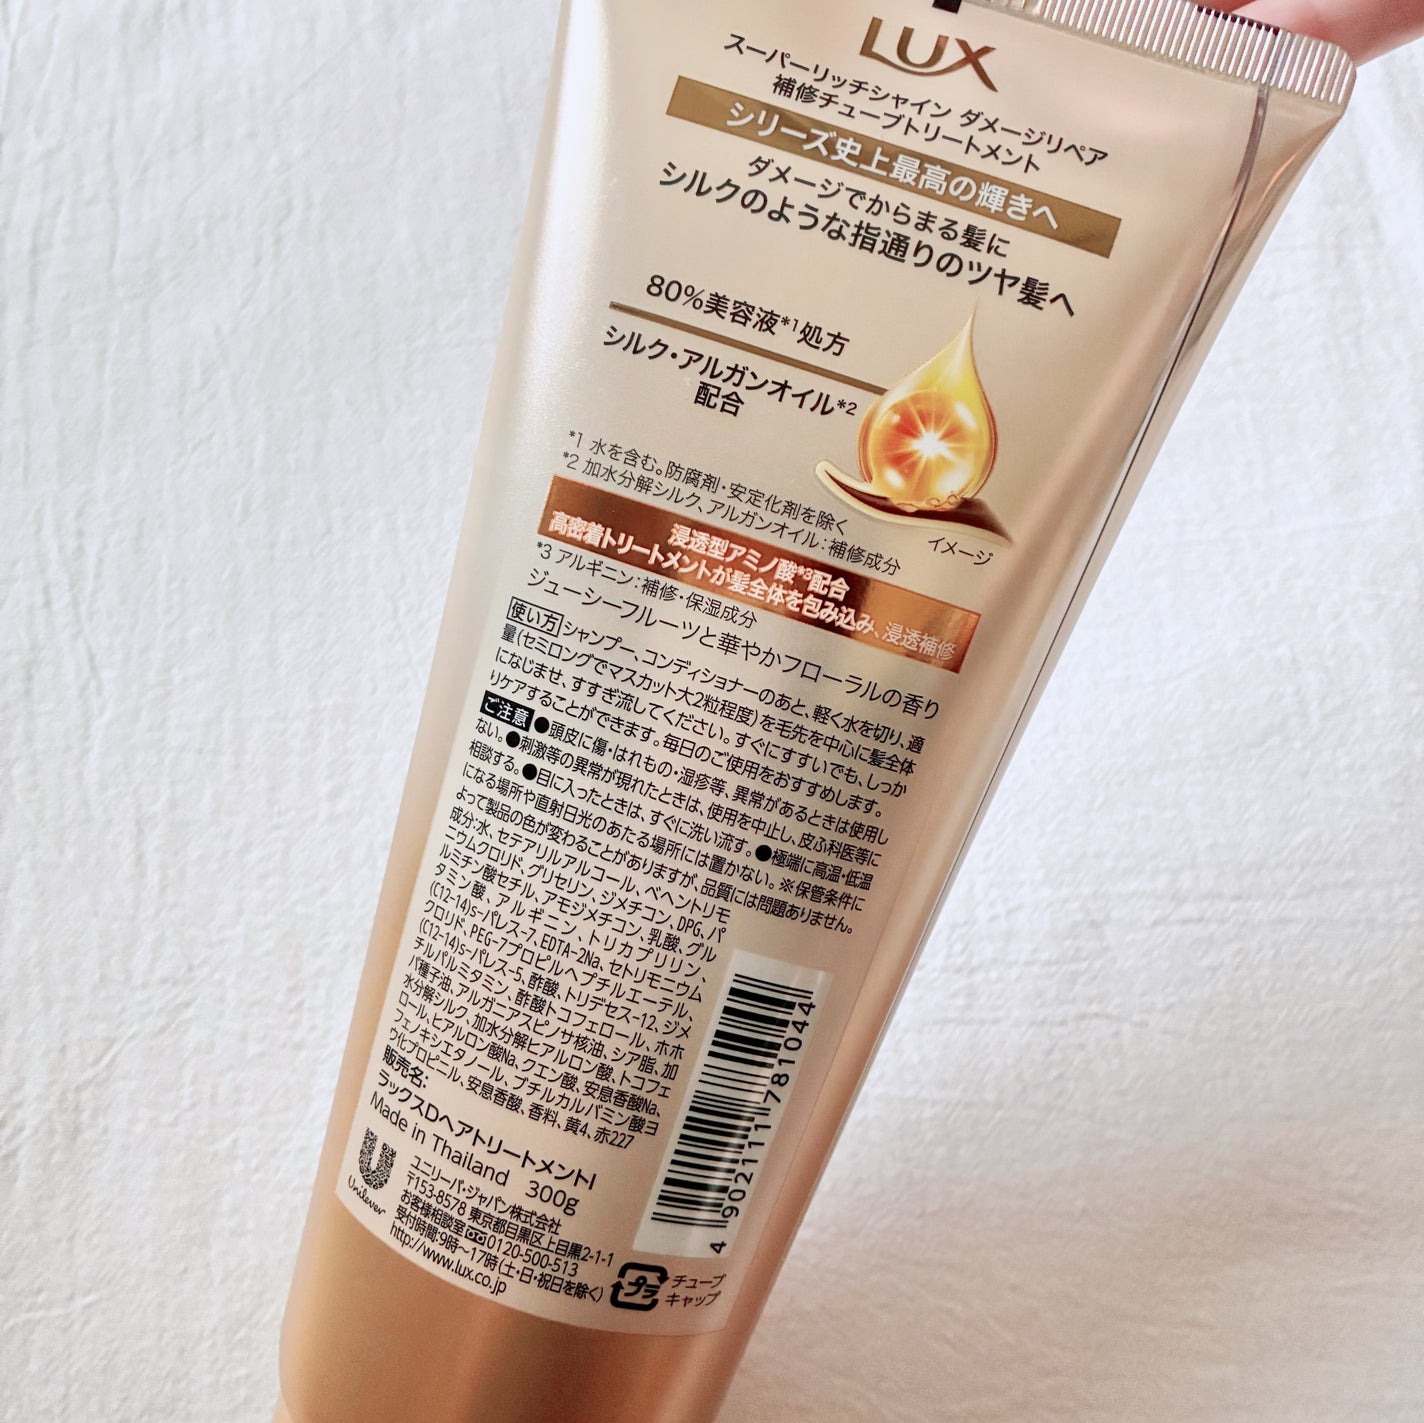 LUX
スーパーリッチシャイン ダメージリペア
補修チューブトリートメント
シリーズ史上最高の輝きへ
ダメージでからまる髪に
シルクのような指通りのツヤ髪へ
80%美容液*1処方
シルク・アルガンオイル*2
配合
*1 水を含む。防腐剤・安定化剤を除く
*2 加水分解シルク、アルガンオイル：補修成分
イメージ
浸透型アミノ酸*3配合
高密着トリートメントが髪全体を包み込み、浸透補修
*3 アルギニン：補修・保湿成分
ジューシーフルーツと華やかフローラルの香り
使い方 シャンプー、コンディショナーのあと、軽く水を切り、適
量(セミロングでマスカット大2粒程度)を毛先を中心に髪全体
になじませ、すすぎ流してください。すぐにすすいでも、しっか
りケアすることができます。毎日のご使用をおすすめします。
ご注意 ●頭皮に傷・はれもの・湿疹等、異常があるときは使用し
ない。●刺激等の異常が現れたときは、使用を中止し、皮ふ科医等に
相談する。●目に入ったときは、すぐに洗い流す。●極端に高温・低温
になる場所や直射日光のあたる場所には置かない。※保管条件に
よって製品の色が変わることがありますが、品質には問題ありません。
成分:水、セテアリルアルコール、ベヘントリモ
ニウムクロリド、グリセリン、ジメチコン、DPG、パ
ルミチン酸セチル、アモジメチコン、乳酸、グル
タミン酸、アルギニン、トリカプリリン、
(C12-14)s-パレス-7、EDTA-2Na、セトリモニウム
クロリド、PEG-7プロピルヘプチルエーテル、
(C12-14)s-パレス-5、酢酸、トリデセス-12、ジメ
チルパルミタミン、酢酸トコフェロール、ホホ
バ種子油、アルガニアスピノサ核油、シア脂、加
水分解シルク、加水分解ヒアルロン酸、トコフェ
ロール、ヒアルロン酸Na、クエン酸、安息香酸Na、
フェノキシエタノール、ブチルカルバミン酸ヨ
ウ化プロピニル、安息香酸、香料、黄4、赤227
販売名:
ラックスDヘアトリートメントI
Made in Thailand 300g
Unilever
ユニリーバ・ジャパン株式会社
〒153-8578 東京都目黒区上目黒2-1-1
お客様相談室 0120-500-513
受付時間:9時～17時(土・日・祝日を除く)
http://www.lux.co.jp
4 902111 781044
プラ
チューブ
キャップ